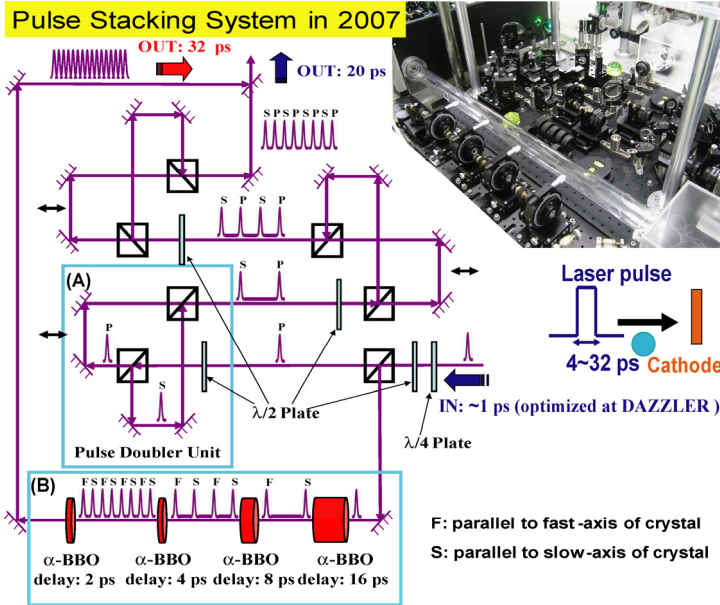 Pulse Stacking System in 2007
OUT: 32 ps
OUT: 20 ps
S P S P S P S P
S P S P
(A)
S P
P
P
S
Pulse Doubler Unit
λ/2 Plate
λ/4 Plate
IN: ~1 ps (optimized at DAZZLER )
Laser pulse
4~32 ps
Cathode
(B)
F S F S F S F S
F S F S
F S
α-BBO
delay: 2 ps
α-BBO
delay: 4 ps
α-BBO
delay: 8 ps
α-BBO
delay: 16 ps
F: parallel to fast-axis of crystal
S: parallel to slow-axis of crystal